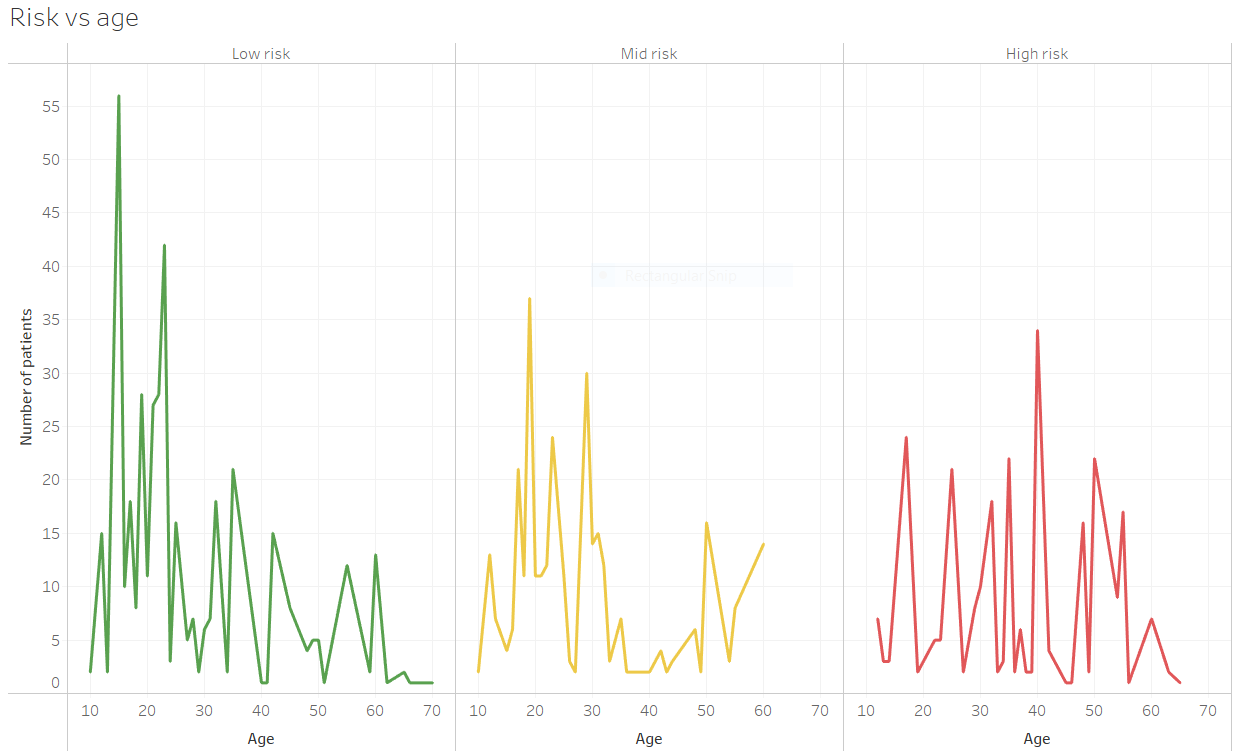 Risk vs age
Low risk
Mid risk
High risk
Number of patients
55
50
45
40
35
30
25
20
15
10
5
0
Rectangular Snip
10 20 30 40 50 60 70
10 20 30 40 50 60 70
10 20 30 40 50 60 70
Age
Age
Age